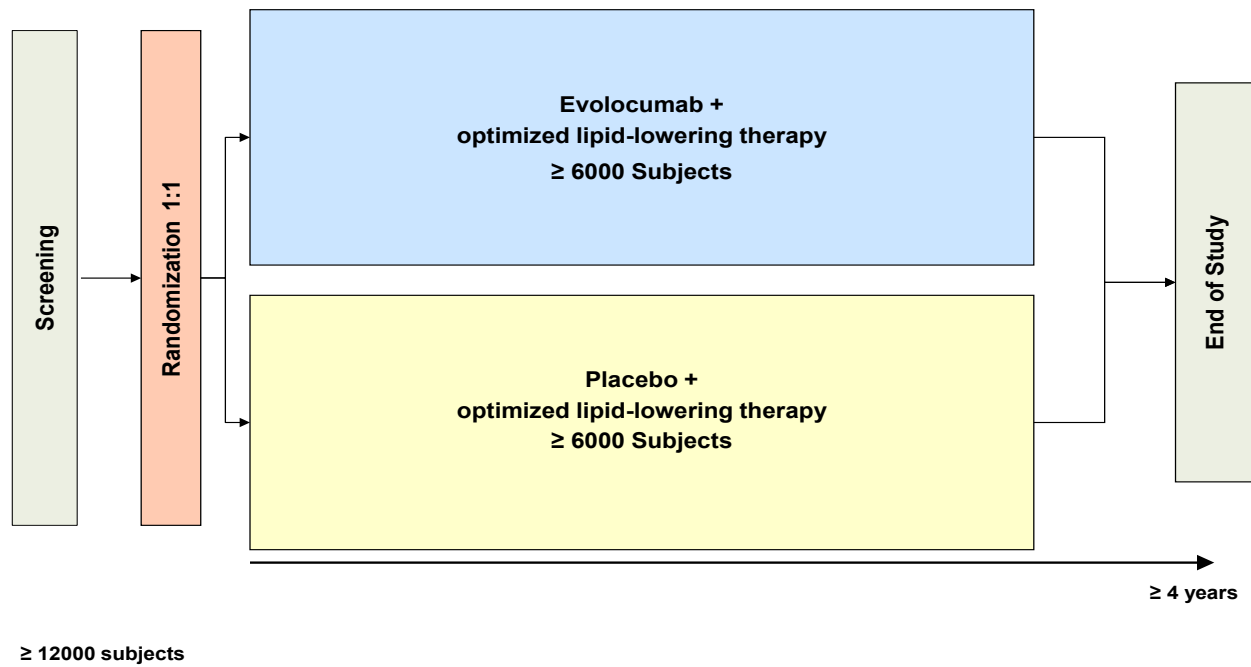 Screening
Randomization 1:1
Evolocumab +
optimized lipid-lowering therapy
≥ 6000 Subjects
Placebo +
optimized lipid-lowering therapy
≥ 6000 Subjects
End of Study
≥ 4 years
≥ 12000 subjects